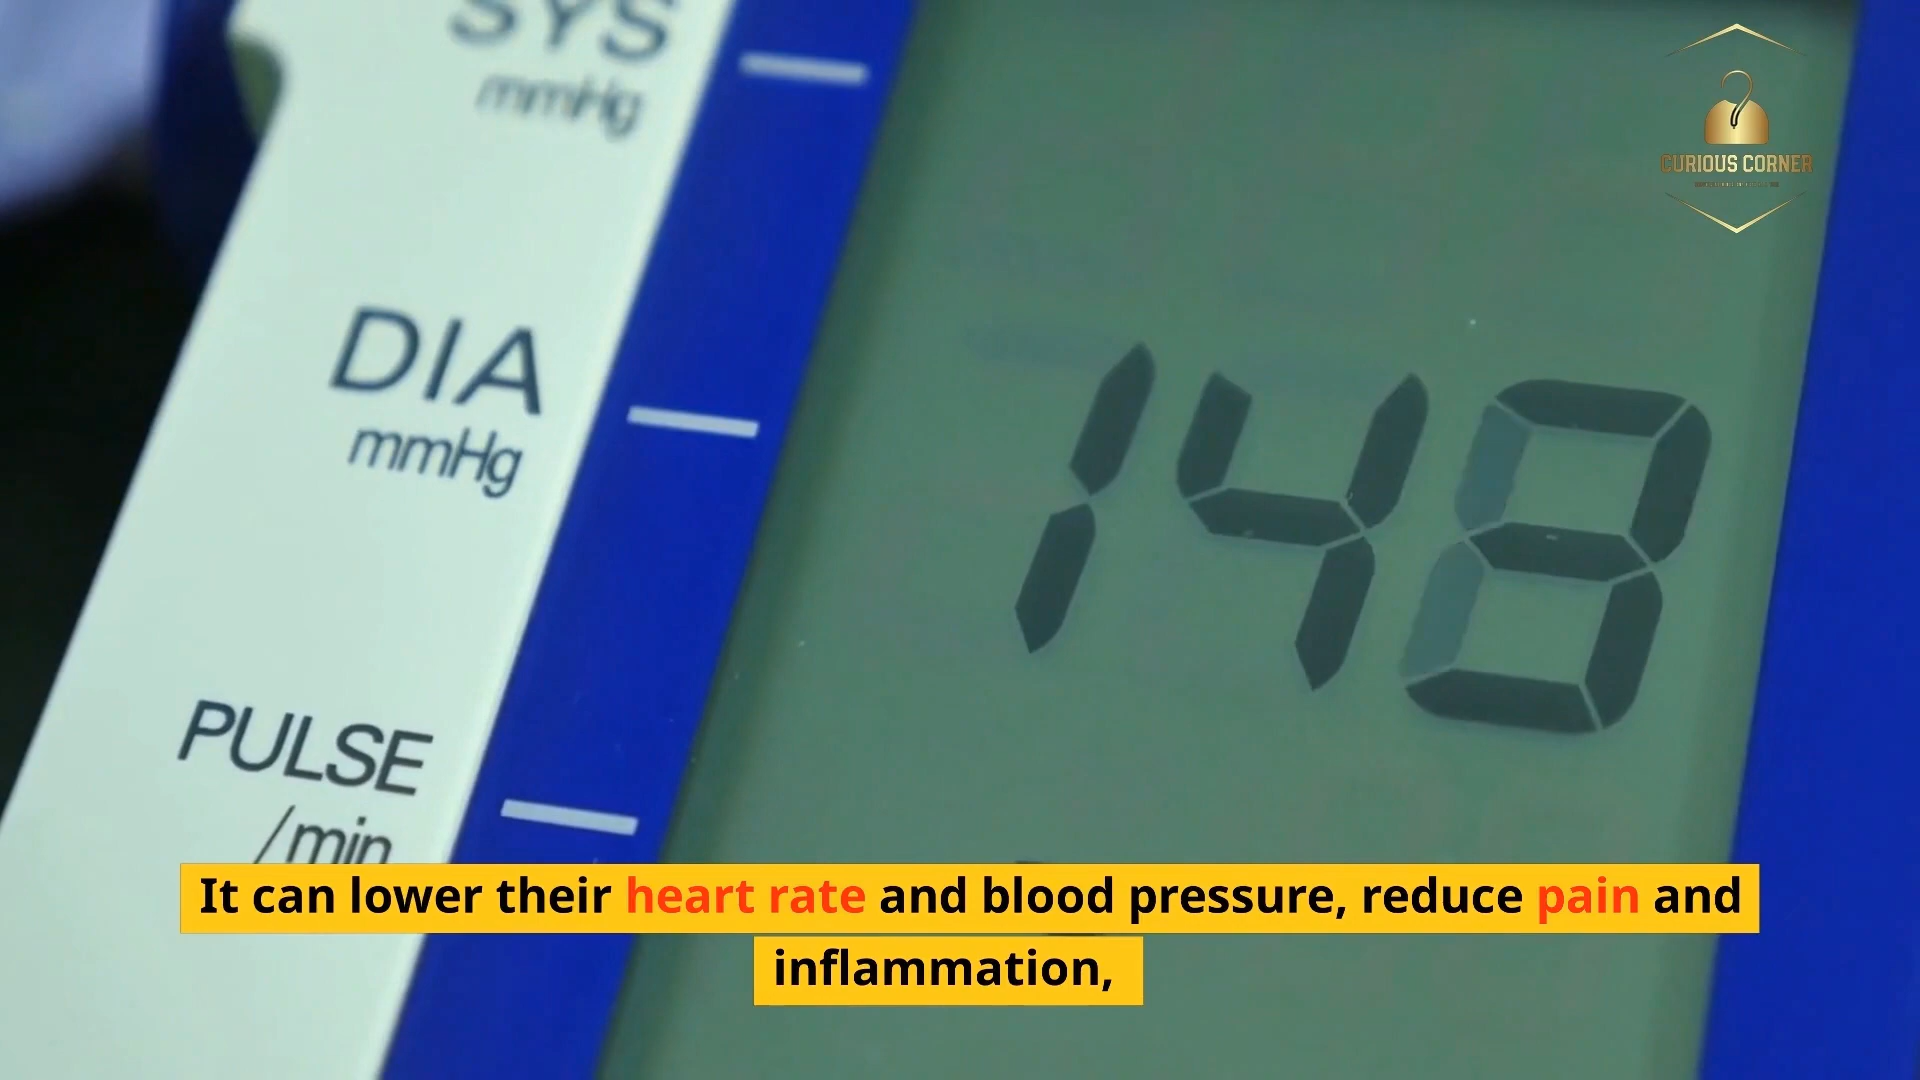 SYS
mmHg
DIA
mmHg
PULSE
/min
148
CURIOUS CORNER
It can lower their heart rate and blood pressure, reduce pain and
inflammation,